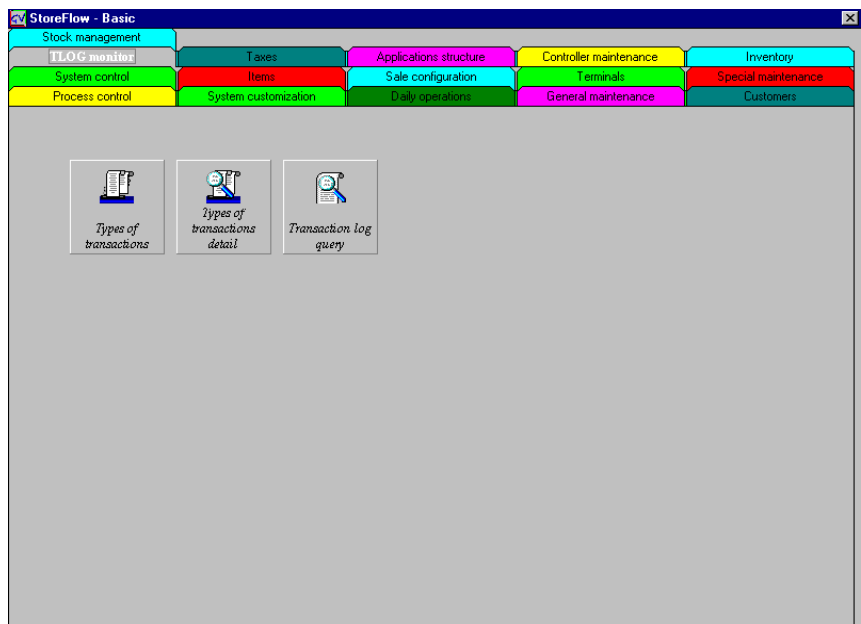 StoreFlow - Basic
Stock management
TLOG monitor Taxes Applications structure Controller maintenance Inventory
System control Items Sale configuration Terminals Special maintenance
Process control System customization Daily operations General maintenance Customers
Types of
transactions
Types of
transactions
detail
Transaction log
query